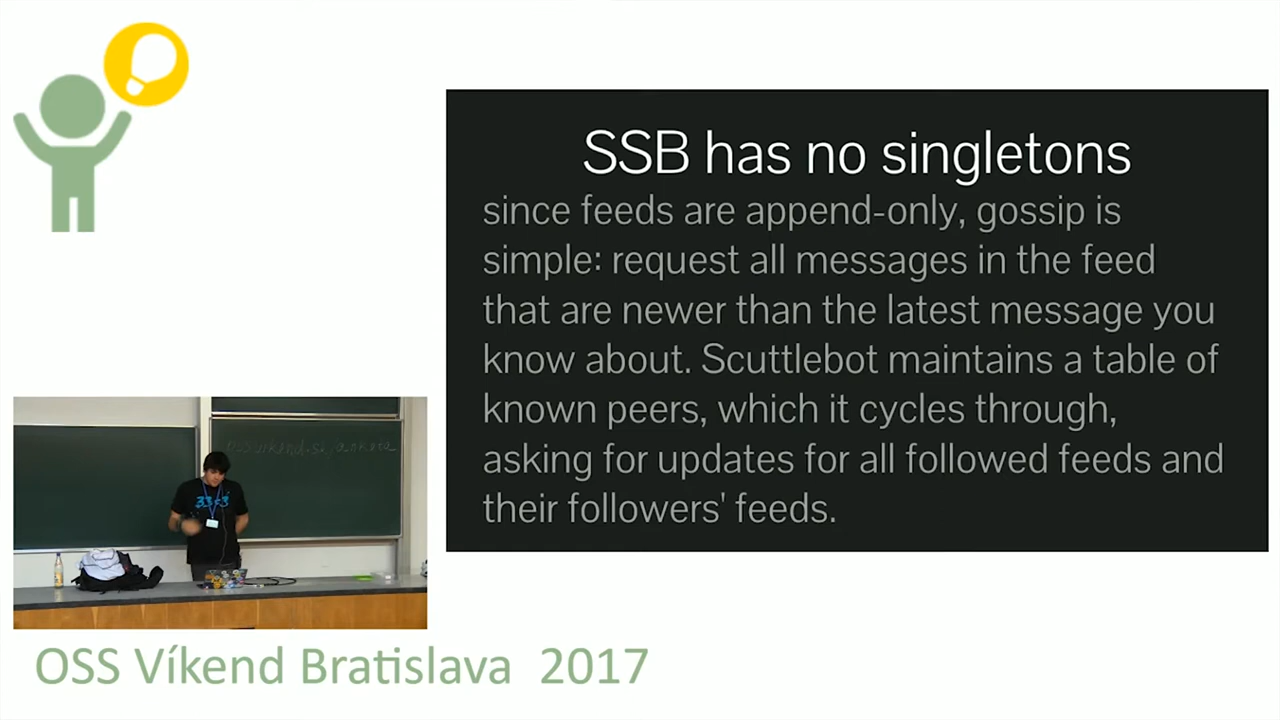 SSB has no singletons
since feeds are append-only, gossip is
simple: request all messages in the feed
that are newer than the latest message you
know about. Scuttlebot maintains a table of
known peers, which it cycles through,
asking for updates for all followed feeds and
their followers' feeds.
OSS Víkend Bratislava 2017